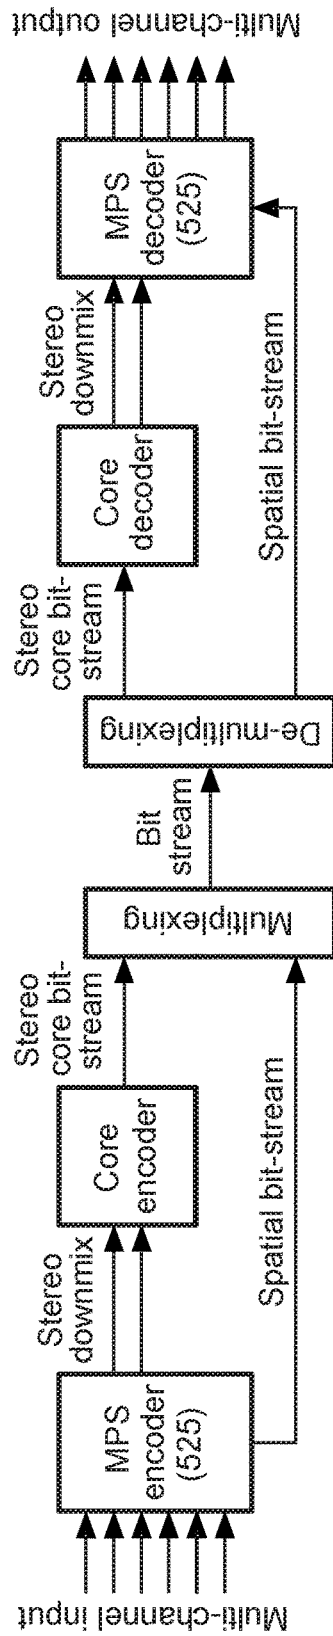 Multi-channel input
MPS
encoder
(525)
Stereo
downmix
Core
encoder
Stereo
core bit-
stream
Spatial bit-stream
Multiplexing
Bit
stream
De-multiplexing
Stereo
core bit-
stream
Core
decoder
Stereo
downmix
Spatial bit-stream
MPS
decoder
(525)
Multi-channel output